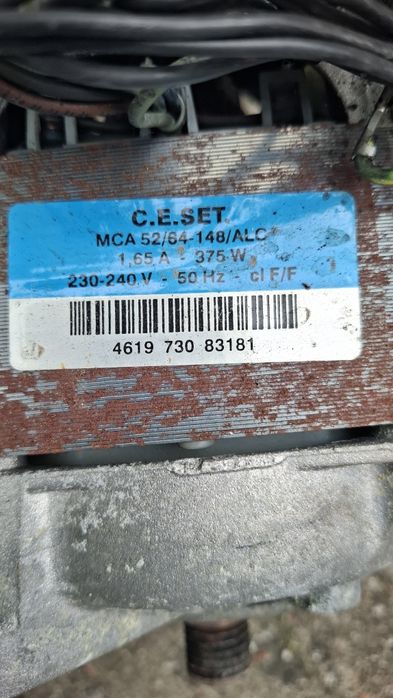 C.E.SET.
MCA 52/64-148/ALC
1,65 A - 375 W
230-240 V - 50 Hz - cl F/F
4619 730 83181